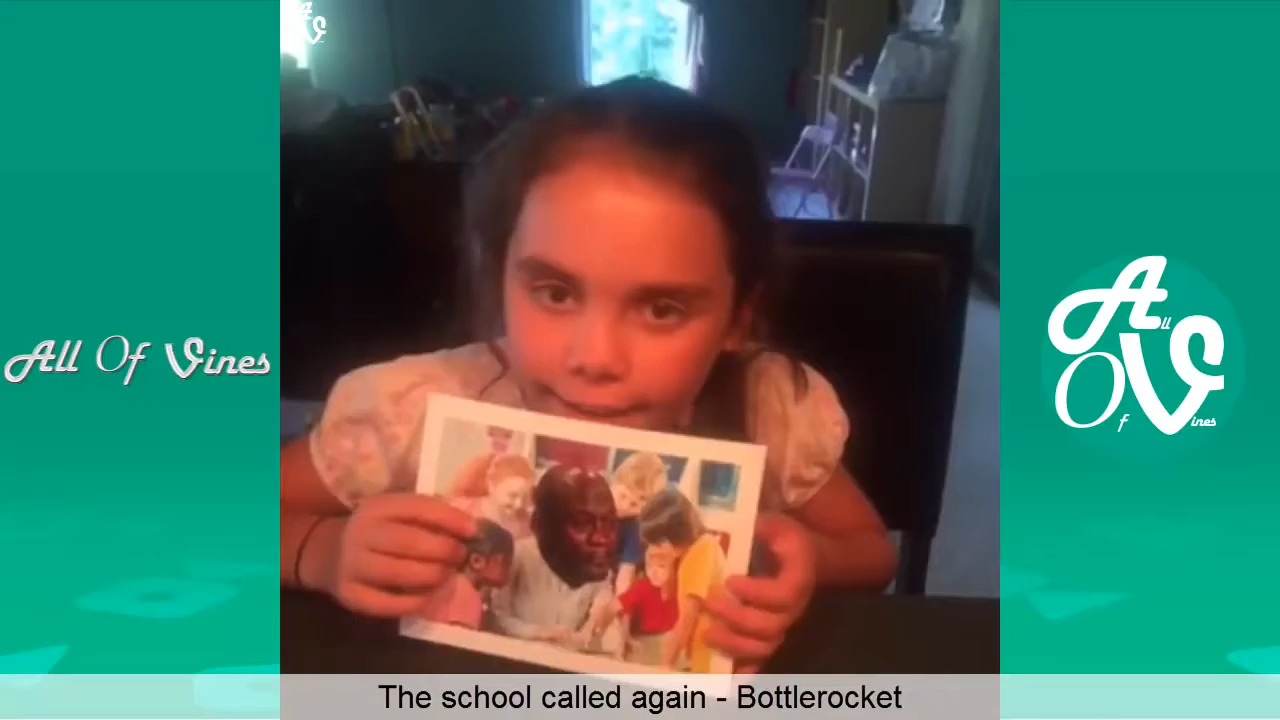 All Of Vines
All
Of Vines
The school called again - Bottlerocket